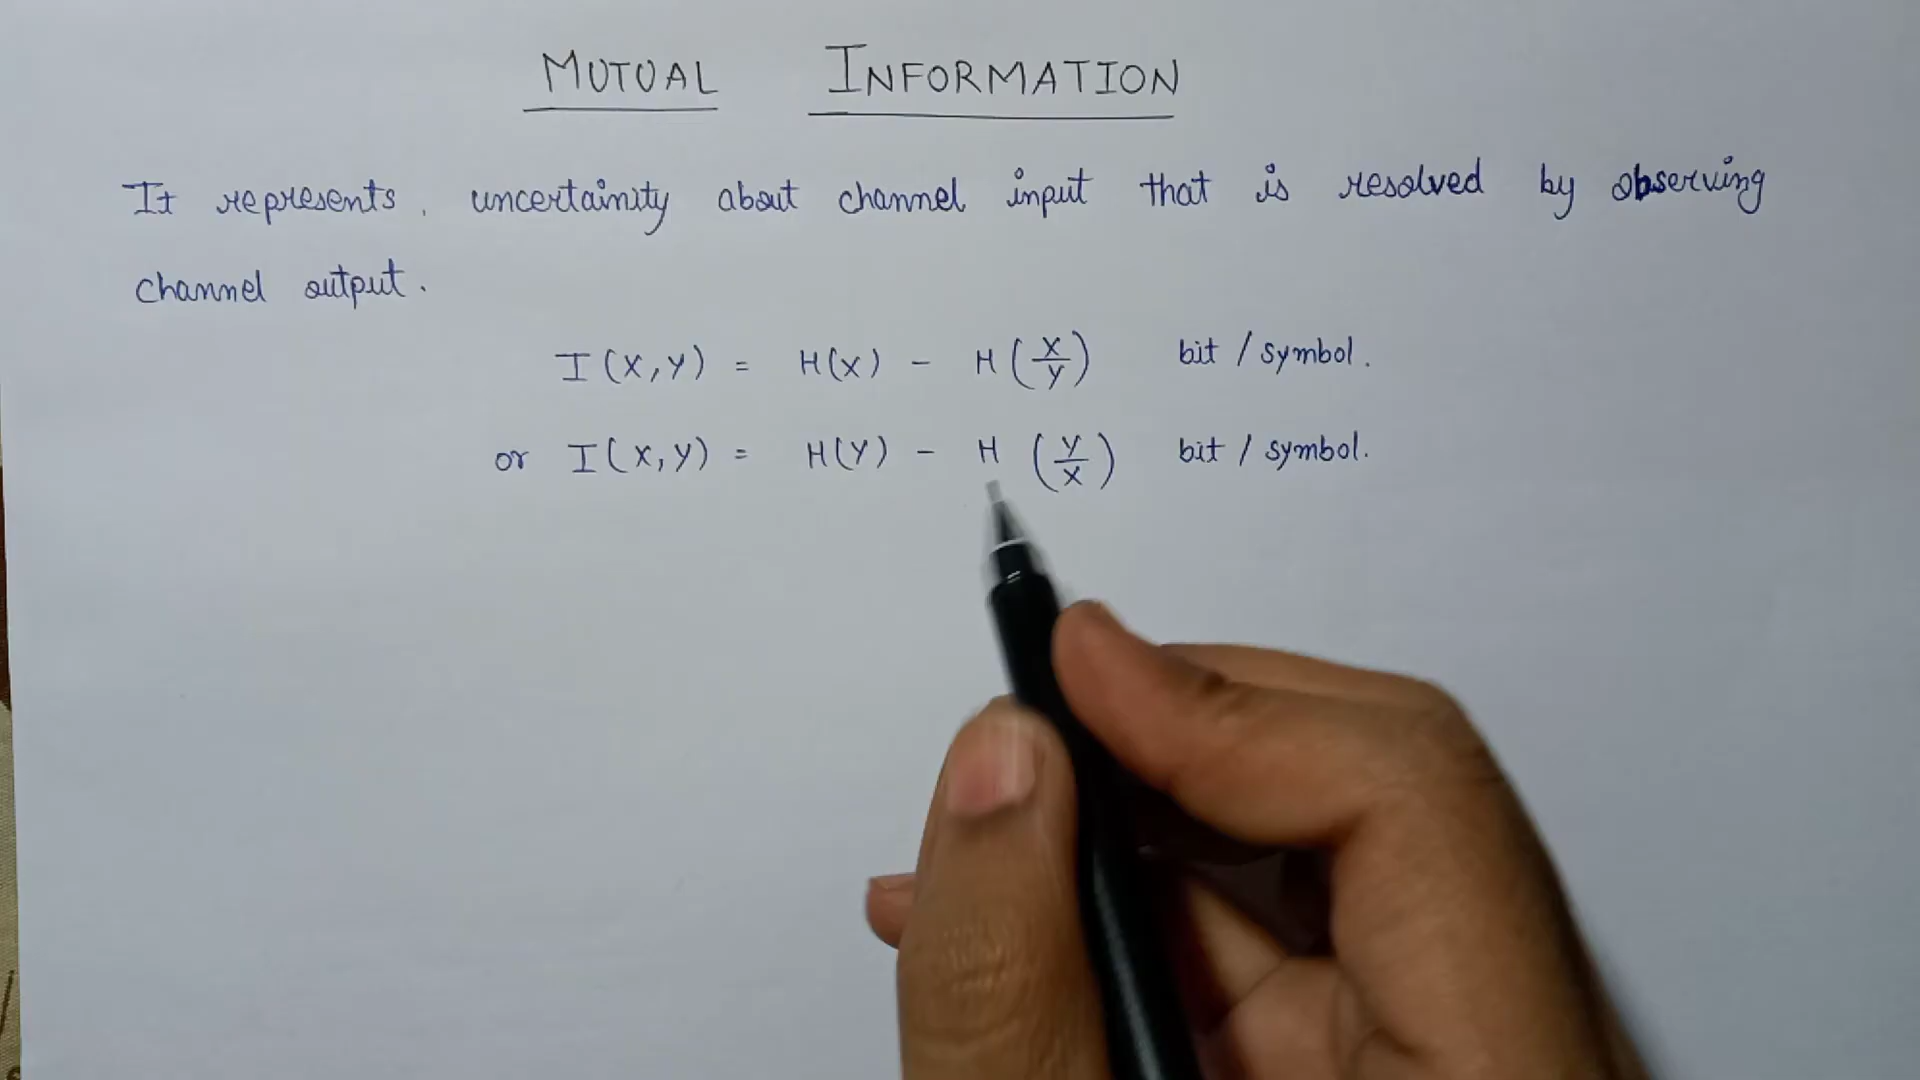 MUTUAL INFORMATION
It represents. uncertainity about channel input that is resolved by observing
channel output.
I(X,Y) = H(X) - H(X/Y) bit / symbol.
or I(X,Y) = H(Y) - H(Y/X) bit / symbol.